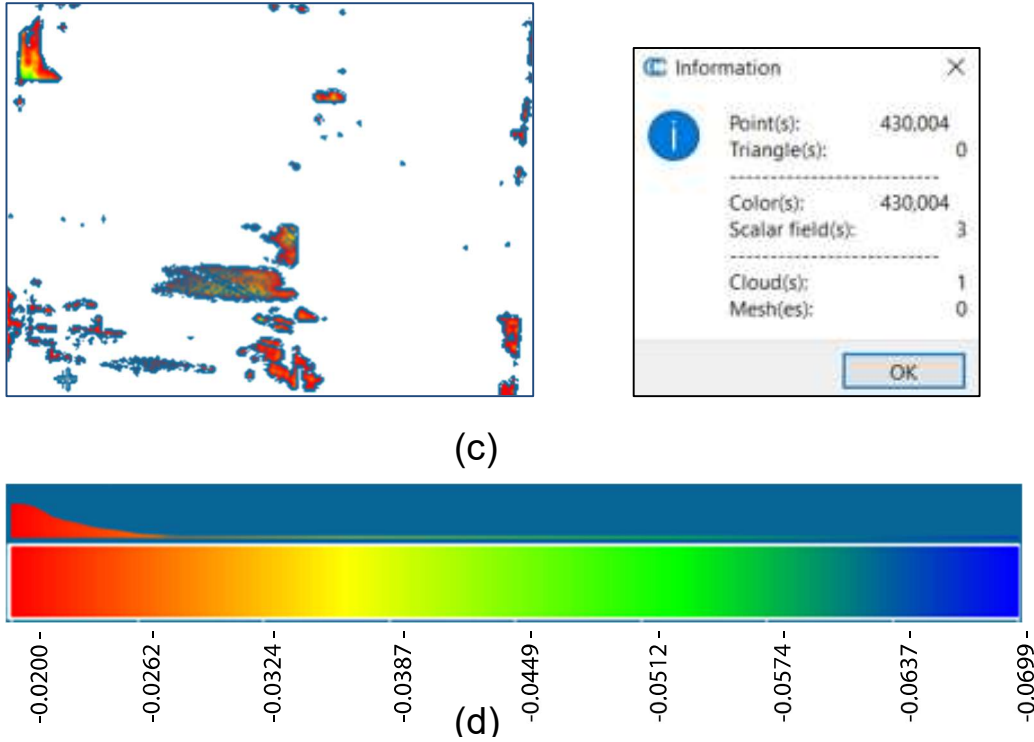 Information
Point(s): 430,004
Triangle(s): 0
--------------------------
Color(s): 430,004
Scalar field(s): 3
--------------------------
Cloud(s): 1
Mesh(es): 0
OK
(c)
-0.0200-
-0.0262-
-0.0324-
-0.0387-
-0.0449-
-0.0512-
-0.0574-
-0.0637-
-0.0699-
(d)